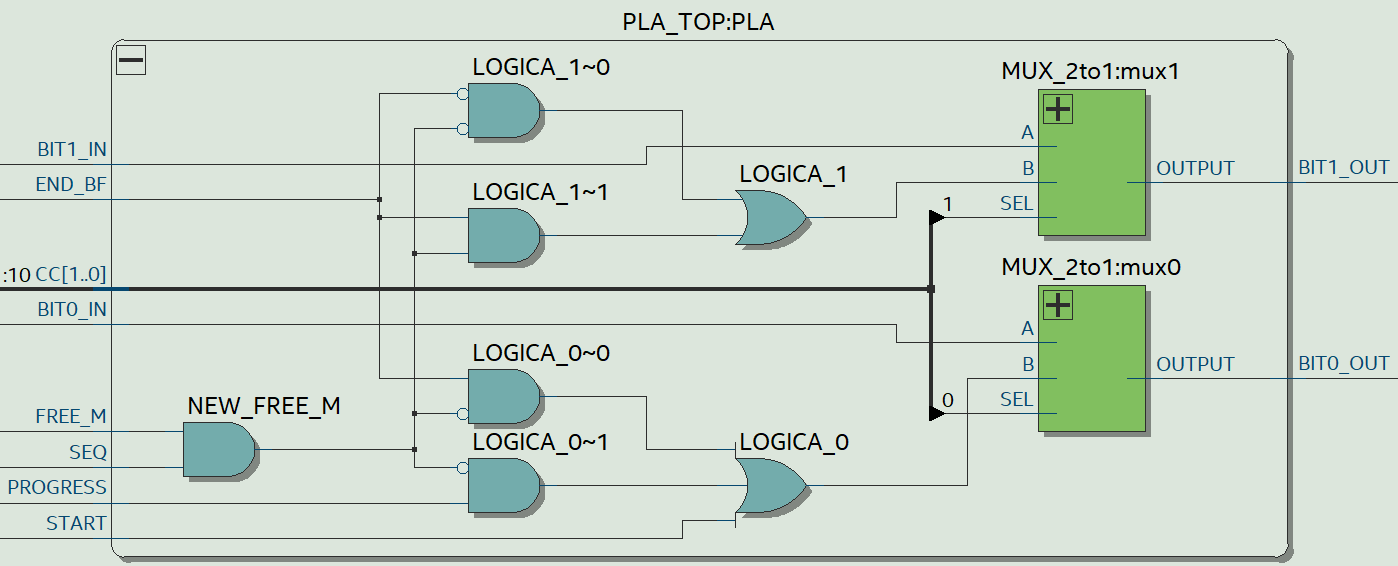 PLA_TOP:PLA
LOGICA_1~0
MUX_2to1:mux1
A
BIT1_IN
B
OUTPUT
BIT1_OUT
LOGICA_1
END_BF
LOGICA_1~1
SEL
1
:10 CC[1..0]
MUX_2to1:mux0
BIT0_IN
A
LOGICA_0~0
B
OUTPUT
BIT0_OUT
NEW_FREE_M
SEL
0
FREE_M
LOGICA_0~1
LOGICA_0
SEQ
PROGRESS
START